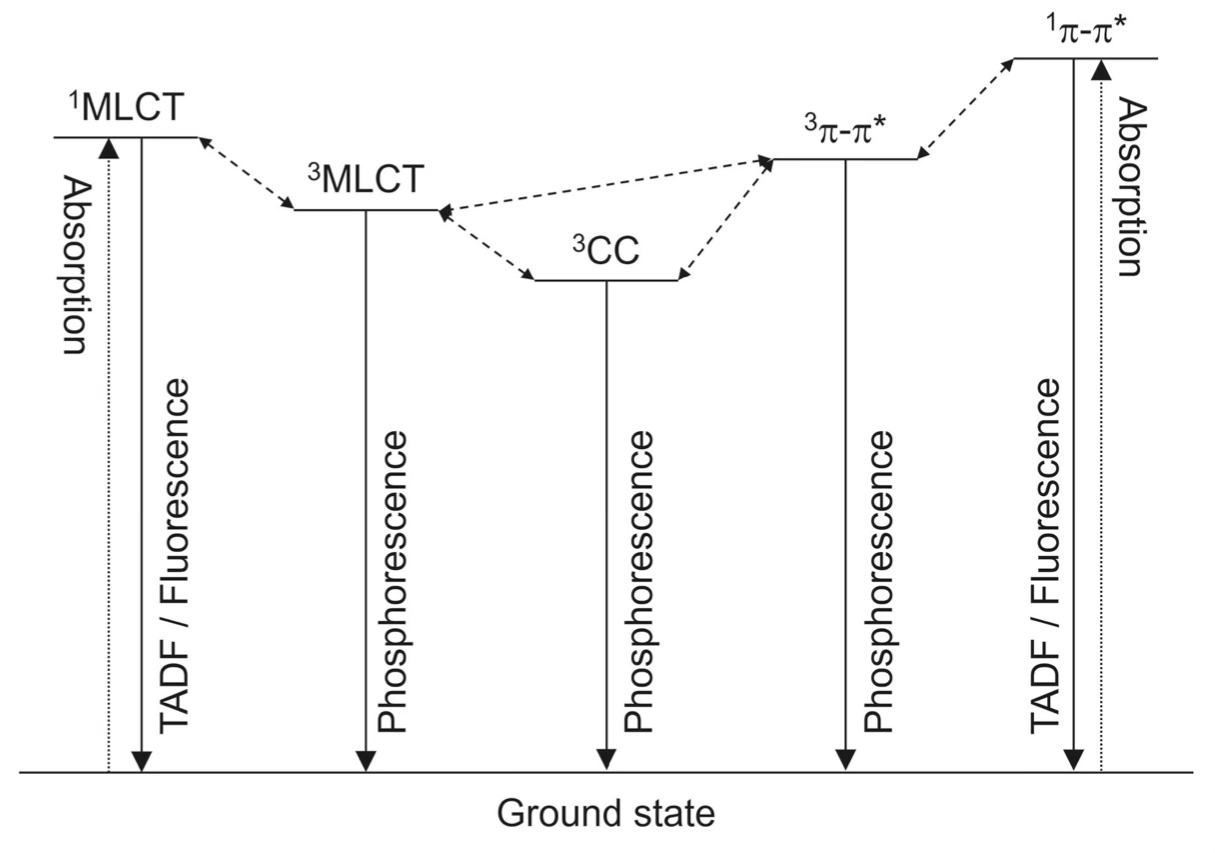 ¹π-π*
¹MLCT
³π-π*
³MLCT
³CC
Absorption
Absorption
TADF / Fluorescence
Phosphorescence
Phosphorescence
Phosphorescence
TADF / Fluorescence
Ground state